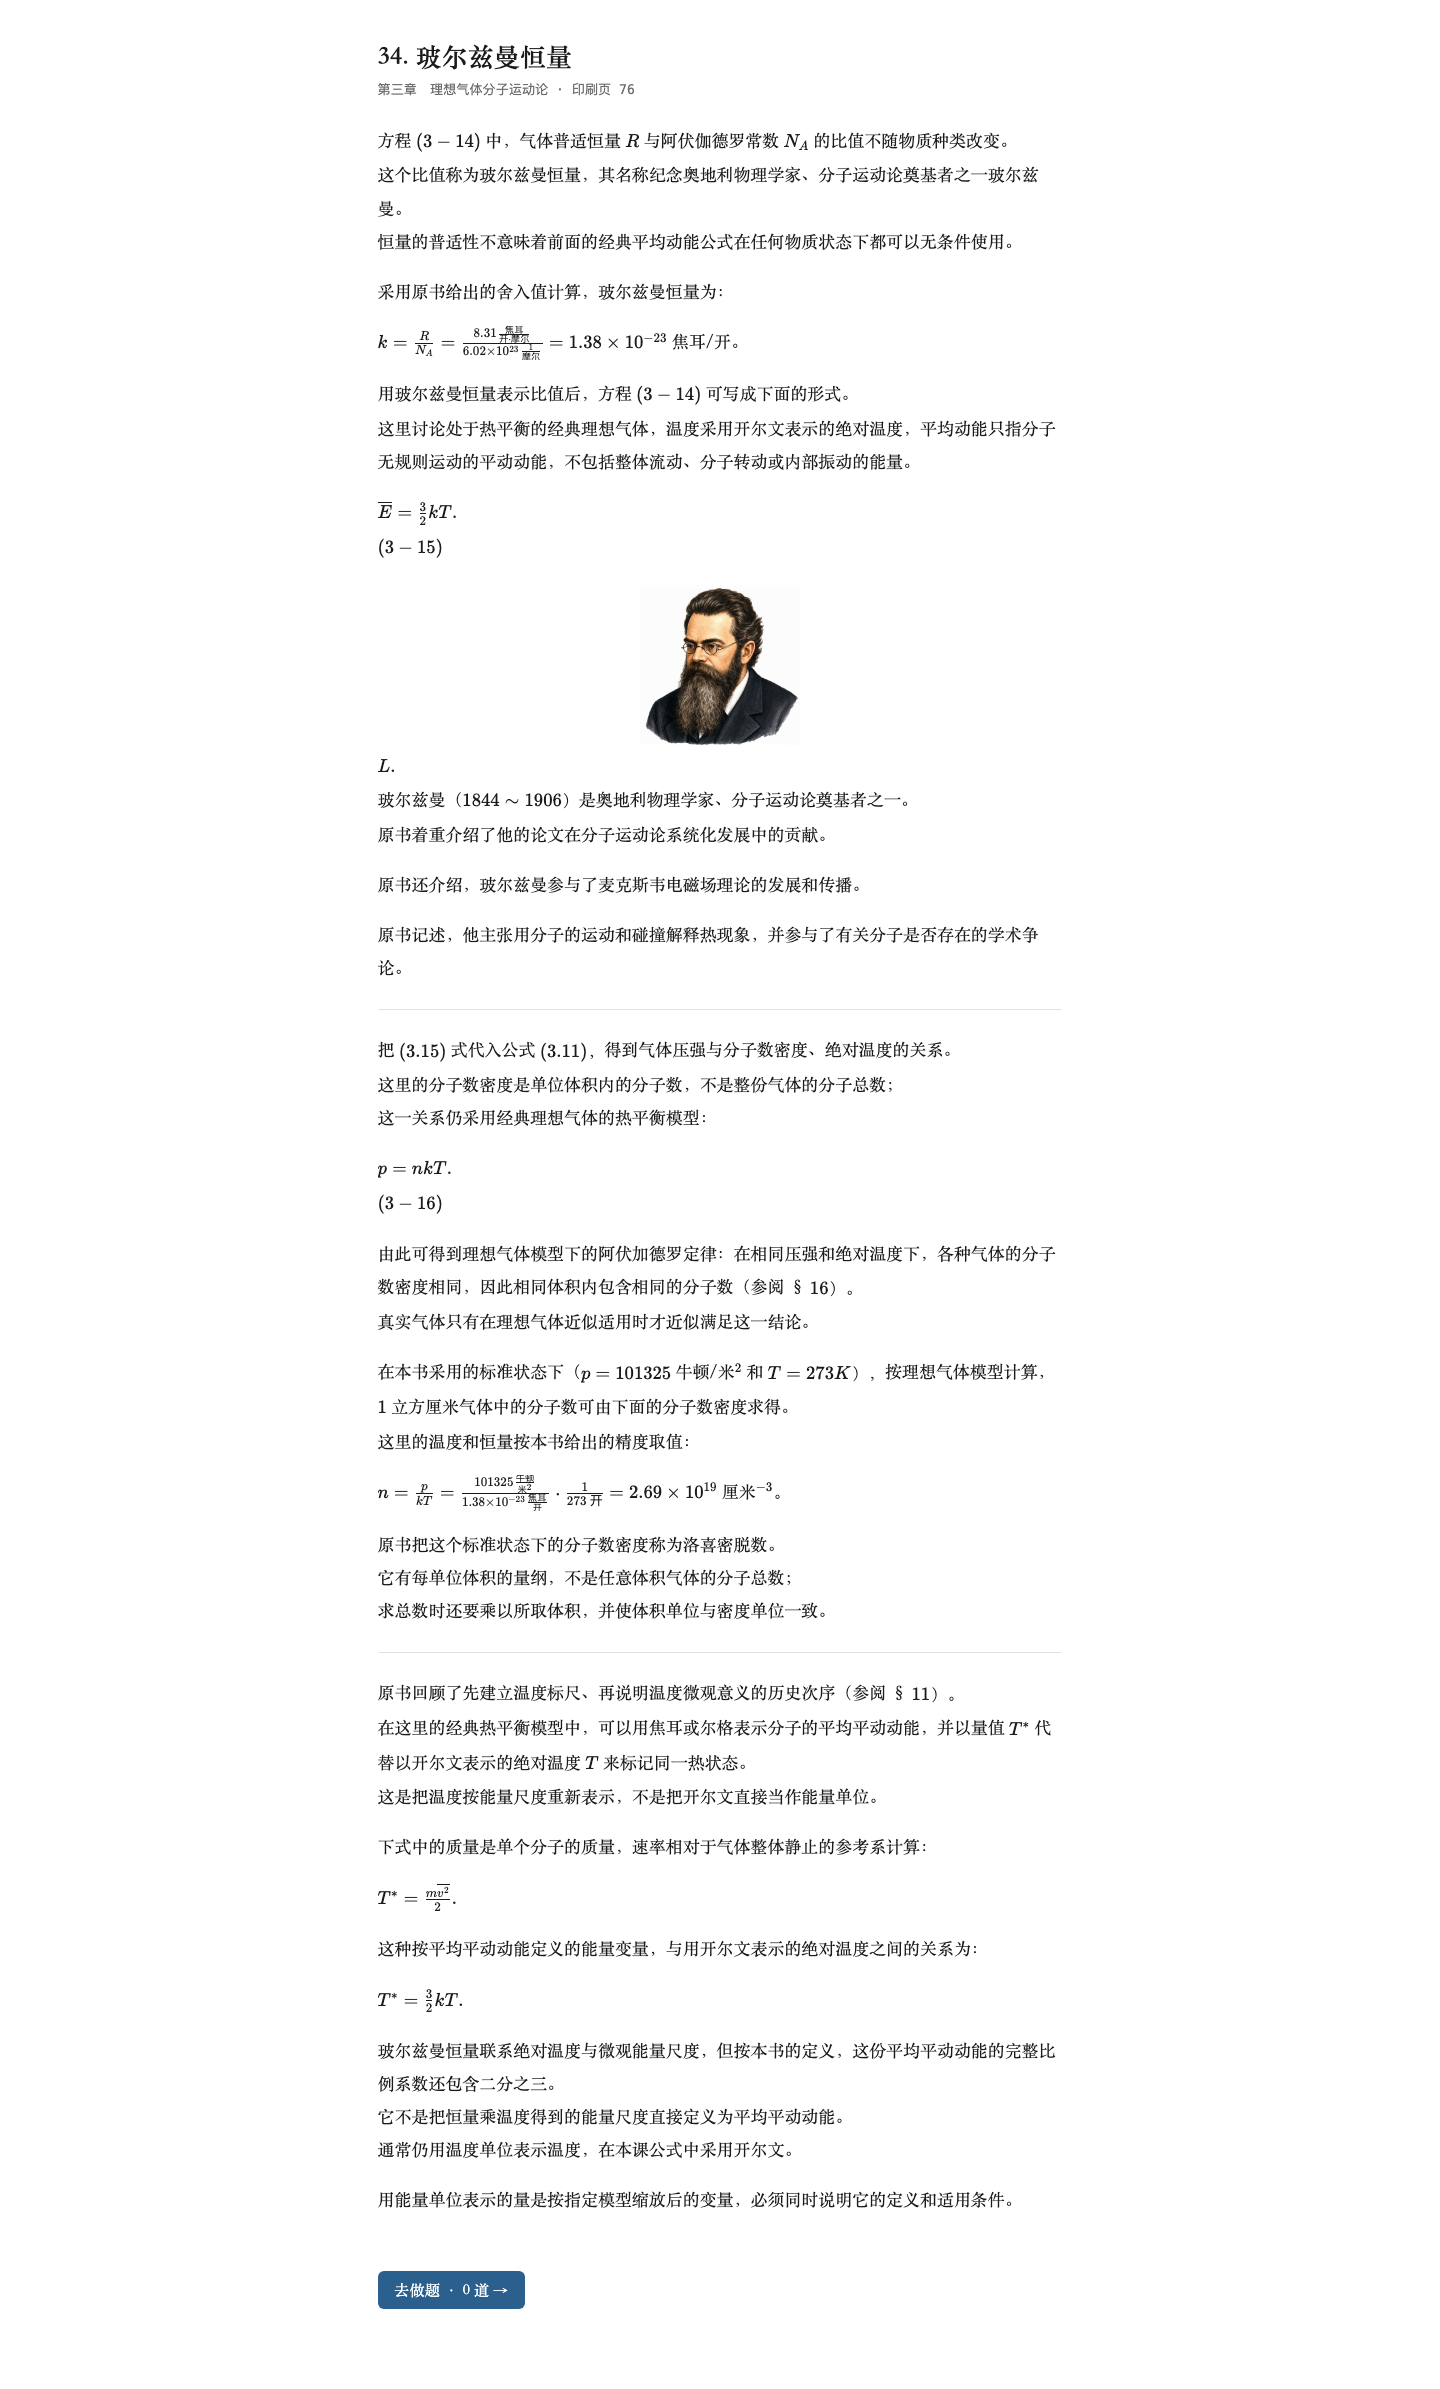 34. 玻尔兹曼恒量
第三章　理想气体分子运动论 · 印刷页 76
方程 (3 − 14) 中，气体普适恒量 R 与阿伏伽德罗常数 N_A 的比值不随物质种类改变。
这个比值称为玻尔兹曼恒量，其名称纪念奥地利物理学家、分子运动论奠基者之一玻尔兹
曼。
恒量的普适性不意味着前面的经典平均动能公式在任何物质状态下都可以无条件使用。
采用原书给出的舍入值计算，玻尔兹曼恒量为：
k = R/N_A = (8.31 焦耳/(开·摩尔))/(6.02×10^23 1/摩尔) = 1.38 × 10^−23 焦耳/开。
用玻尔兹曼恒量表示比值后，方程 (3 − 14) 可写成下面的形式。
这里讨论处于热平衡的经典理想气体，温度采用开尔文表示的绝对温度，平均动能只指分子
无规则运动的平动动能，不包括整体流动、分子转动或内部振动的能量。
E̅ = 3/2 kT.
(3 − 15)
L.
玻尔兹曼（1844 ∼ 1906）是奥地利物理学家、分子运动论奠基者之一。
原书着重介绍了他的论文在分子运动论系统化发展中的贡献。
原书还介绍，玻尔兹曼参与了麦克斯韦电磁场理论的发展和传播。
原书记述，他主张用分子的运动和碰撞解释热现象，并参与了有关分子是否存在的学术争
论。
把 (3.15) 式代入公式 (3.11)，得到气体压强与分子数密度、绝对温度的关系。
这里的分子数密度是单位体积内的分子数，不是整份气体的分子总数；
这一关系仍采用经典理想气体的热平衡模型：
p = nkT.
(3 − 16)
由此可得到理想气体模型下的阿伏加德罗定律：在相同压强和绝对温度下，各种气体的分子
数密度相同，因此相同体积内包含相同的分子数（参阅 § 16）。
真实气体只有在理想气体近似适用时才近似满足这一结论。
在本书采用的标准状态下（p = 101325 牛顿/米^2 和 T = 273K），按理想气体模型计算，
1 立方厘米气体中的分子数可由下面的分子数密度求得。
这里的温度和恒量按本书给出的精度取值：
n = p/kT = (101325 牛顿/米^2)/(1.38×10^−23 焦耳/开) · 1/(273 开) = 2.69 × 10^19 厘米^−3。
原书把这个标准状态下的分子数密度称为洛喜密脱数。
它有每单位体积的量纲，不是任意体积气体的分子总数；
求总数时还要乘以所取体积，并使体积单位与密度单位一致。
原书回顾了先建立温度标尺、再说明温度微观意义的历史次序（参阅 § 11）。
在这里的经典热平衡模型中，可以用焦耳或尔格表示分子的平均平动动能，并以量值 T* 代
替以开尔文表示的绝对温度 T 来标记同一热状态。
这是把温度按能量尺度重新表示，不是把开尔文直接当作能量单位。
下式中的质量是单个分子的质量，速率相对于气体整体静止的参考系计算：
T* = m\overline{v^2}/2.
这种按平均平动动能定义的能量变量，与用开尔文表示的绝对温度之间的关系为：
T* = 3/2 kT.
玻尔兹曼恒量联系绝对温度与微观能量尺度，但按本书的定义，这份平均平动动能的完整比
例系数还包含二分之三。
它不是把恒量乘温度得到的能量尺度直接定义为平均平动动能。
通常仍用温度单位表示温度，在本课公式中采用开尔文。
用能量单位表示的量是按指定模型缩放后的变量，必须同时说明它的定义和适用条件。
去做题 · 0 道 →